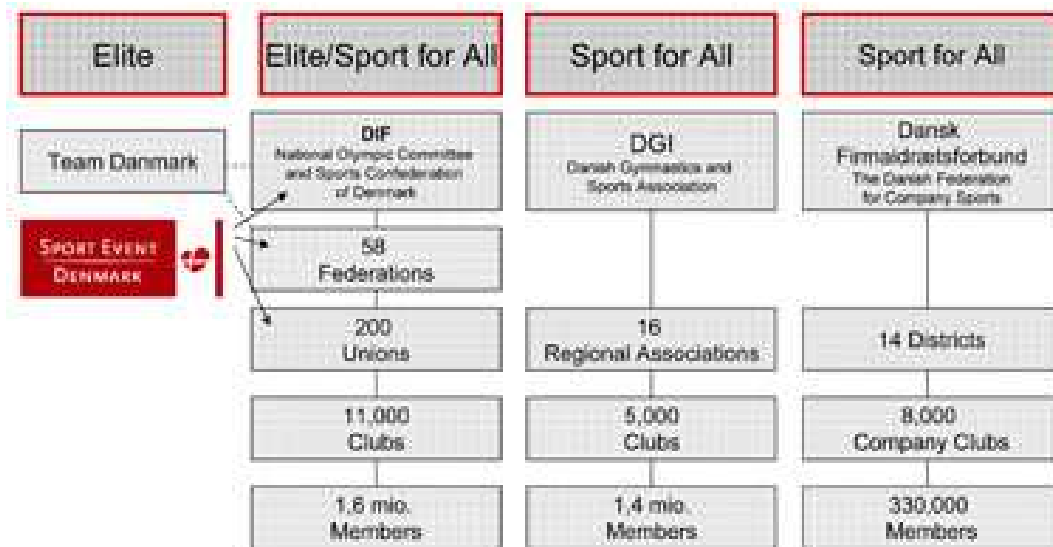 Elite
Elite/Sport for All
Sport for All
Sport for All
Team Danmark
SPORT EVENT
DENMARK
DIF
National Olympic Committee
and Sports Confederation
of Denmark
58
Federations
200
Unions
11,000
Clubs
1,6 mio.
Members
DGI
Danish Gymnastics and
Sports Association
16
Regional Associations
5,000
Clubs
1,4 mio.
Members
Dansk
Firmaidrætsforbund
The Danish Federation
for Company Sports
14 Districts
8,000
Company Clubs
330,000
Members